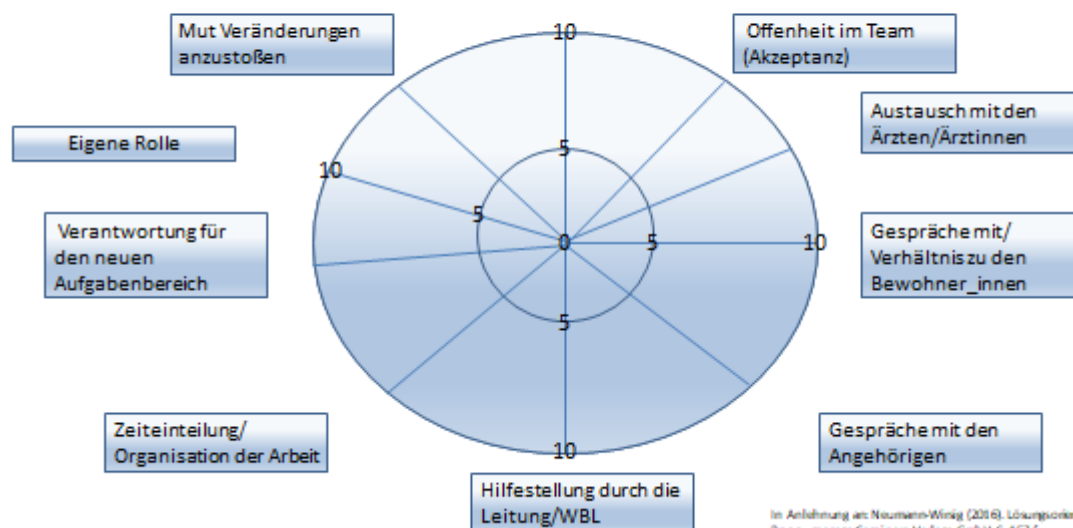 Mut Veränderungen
anzustoßen
10
Offenheit im Team
(Akzeptanz)
Austausch mit den
Ärzten/Ärztinnen
Eigene Rolle
10
5
5
Verantwortung für
den neuen
Aufgabenbereich
0
5
10
Gespräche mit/
Verhältnis zu den
Bewohner_innen
5
Zeiteinteilung/
Organisation der Arbeit
10
Gespräche mit den
Angehörigen
Hilfestellung durch die
Leitung/WBL
In Anlehnung an: Neumann-Wirsig (2016). Lösungsorien